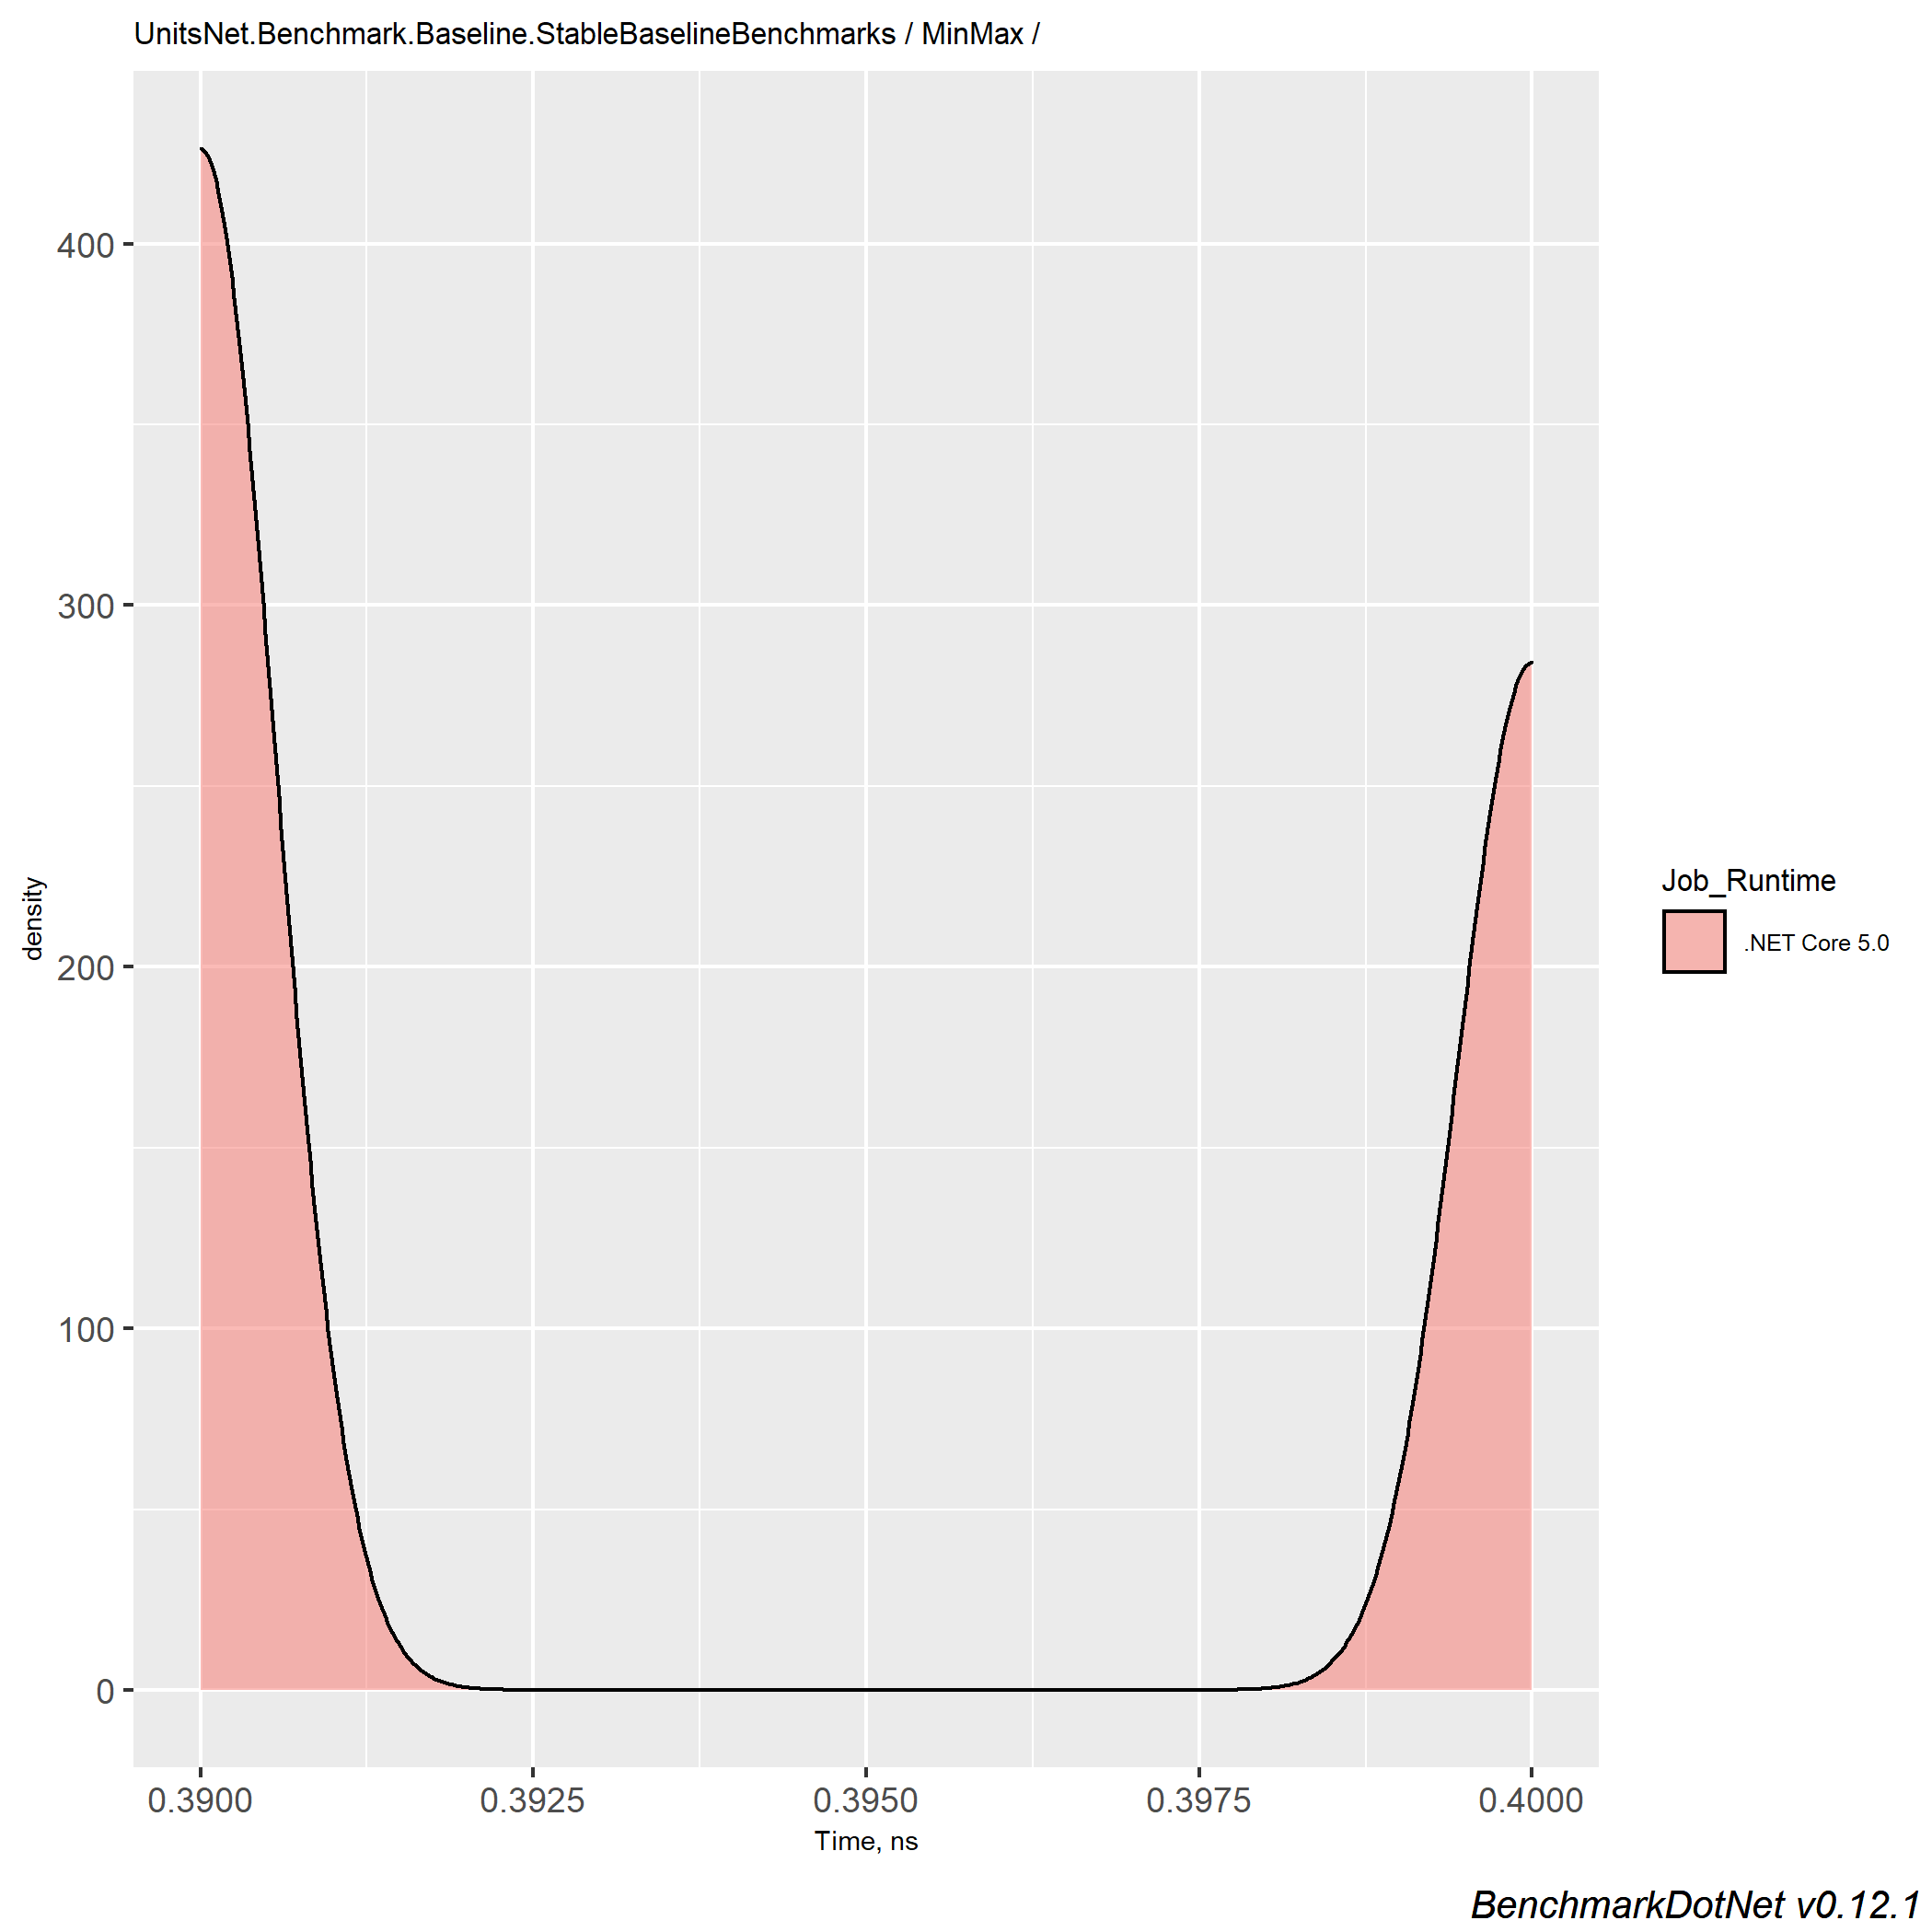 UnitsNet.Benchmark.Baseline.StableBaselineBenchmarks / MinMax /
400
300
200
100
0
density
0.3900 0.3925 0.3950 0.3975 0.4000
Time, ns
Job_Runtime
.NET Core 5.0
BenchmarkDotNet v0.12.1